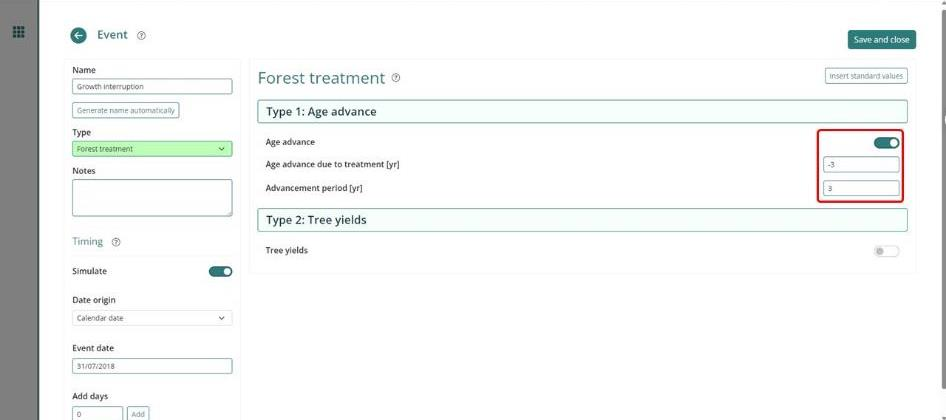 Event
Save and close
Name
Growth interruption
Generate name automatically
Type
Forest treatment
Notes
Timing
Simulate
Date origin
Calendar date
Event date
31/07/2018
Add days
0 Add
Forest treatment
Insert standard values
Type 1: Age advance
Age advance
Age advance due to treatment [yr] -3
Advancement period [yr] 3
Type 2: Tree yields
Tree yields